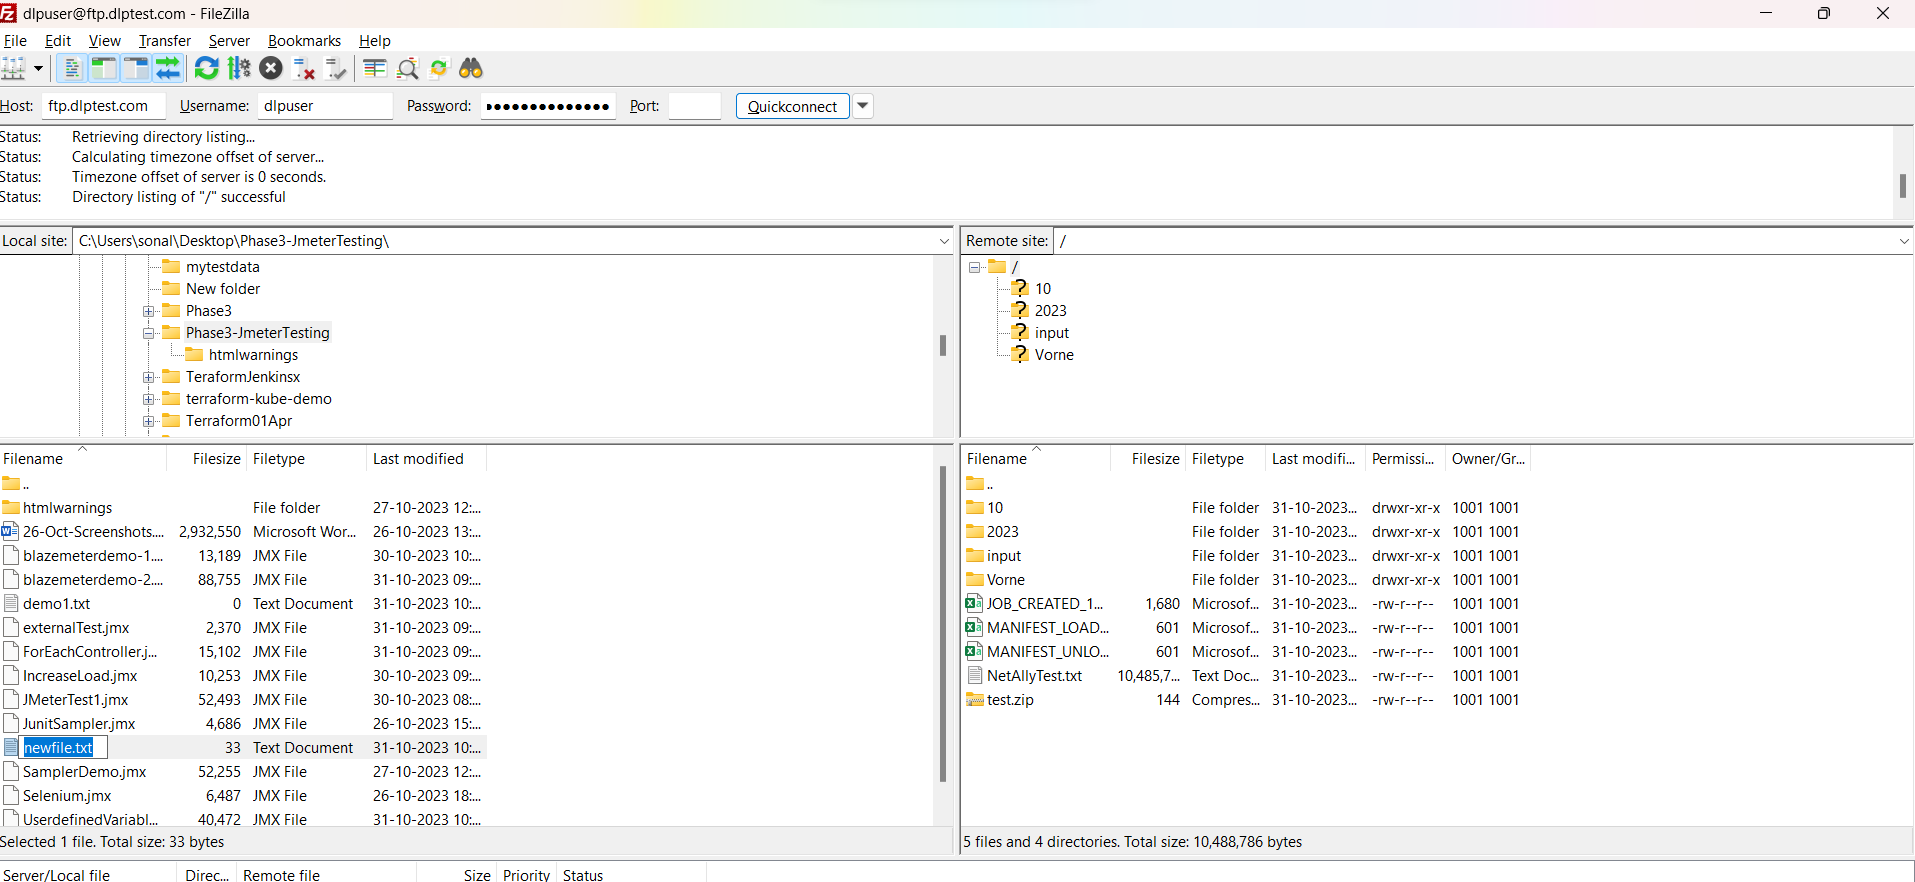 dlpuser@ftp.dlptest.com - FileZilla
File Edit View Transfer Server Bookmarks Help
Host: ftp.dlptest.com Username: dlpuser Password: ●●●●●●●●●●●●●● Port: Quickconnect
Status: Retrieving directory listing...
Status: Calculating timezone offset of server...
Status: Timezone offset of server is 0 seconds.
Status: Directory listing of "/" successful
Local site: C:\Users\sonal\Desktop\Phase3-JmeterTesting\
mytestdata
New folder
Phase3
Phase3-JmeterTesting
htmlwarnings
TeraformJenkinsx
terraform-kube-demo
Terraform01Apr
Remote site: /
/
10
2023
input
Vorne
Filename Filesize Filetype Last modified
..
htmlwarnings File folder 27-10-2023 12:...
26-Oct-Screenshots.... 2,932,550 Microsoft Wor... 26-10-2023 13:...
blazemeterdemo-1.... 13,189 JMX File 30-10-2023 10:...
blazemeterdemo-2.... 88,755 JMX File 31-10-2023 09:...
demo1.txt 0 Text Document 31-10-2023 10:...
externalTest.jmx 2,370 JMX File 31-10-2023 09:...
ForEachController.j... 15,102 JMX File 31-10-2023 09:...
IncreaseLoad.jmx 10,253 JMX File 30-10-2023 09:...
JMeterTest1.jmx 52,493 JMX File 30-10-2023 08:...
JunitSampler.jmx 4,686 JMX File 26-10-2023 15:...
newfile.txt 33 Text Document 31-10-2023 10:...
SamplerDemo.jmx 52,255 JMX File 27-10-2023 12:...
Selenium.jmx 6,487 JMX File 26-10-2023 18:...
UserdefinedVariabl... 40,472 JMX File 31-10-2023 10:...
Selected 1 file. Total size: 33 bytes
Filename Filesize Filetype Last modifi... Permissi... Owner/Gr...
..
10 File folder 31-10-2023... drwxr-xr-x 1001 1001
2023 File folder 31-10-2023... drwxr-xr-x 1001 1001
input File folder 31-10-2023... drwxr-xr-x 1001 1001
Vorne File folder 31-10-2023... drwxr-xr-x 1001 1001
JOB_CREATED_1... 1,680 Microsof... 31-10-2023... -rw-r--r-- 1001 1001
MANIFEST_LOAD... 601 Microsof... 31-10-2023... -rw-r--r-- 1001 1001
MANIFEST_UNLO... 601 Microsof... 31-10-2023... -rw-r--r-- 1001 1001
NetAllyTest.txt 10,485,7... Text Doc... 31-10-2023... -rw-r--r-- 1001 1001
test.zip 144 Compres... 31-10-2023... -rw-r--r-- 1001 1001
5 files and 4 directories. Total size: 10,488,786 bytes
Server/Local file Direc... Remote file Size Priority Status